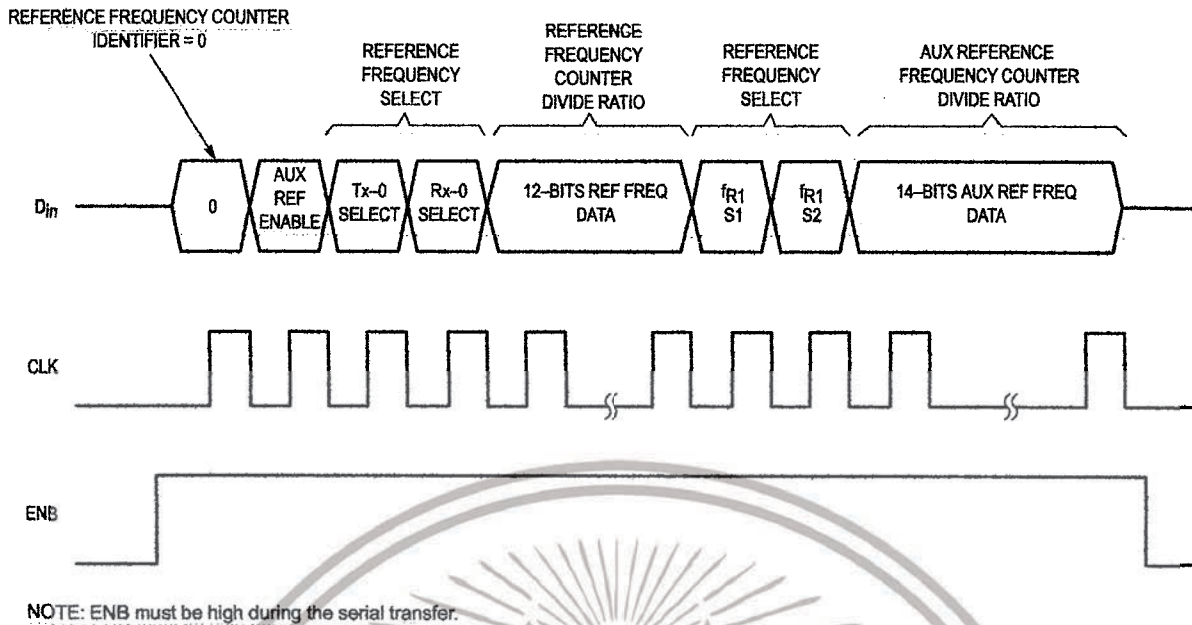 REFERENCE FREQUENCY COUNTER
IDENTIFIER = 0
REFERENCE
FREQUENCY
SELECT
REFERENCE
FREQUENCY
COUNTER
DIVIDE RATIO
REFERENCE
FREQUENCY
SELECT
AUX REFERENCE
FREQUENCY COUNTER
DIVIDE RATIO
Din
0
AUX
REF
ENABLE
Tx–0
SELECT
Rx–0
SELECT
12–BITS REF FREQ
DATA
fR1
S1
fR1
S2
14–BITS AUX REF FREQ
DATA
CLK
ENB
NOTE: ENB must be high during the serial transfer.